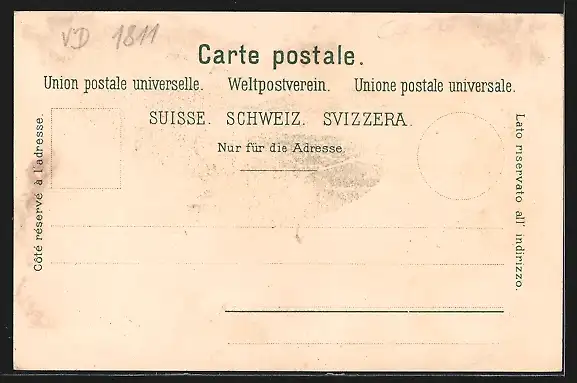 VD 1811
Carte postale.
Union postale universelle. Weltpostverein. Unione postale universale.
SUISSE. SCHWEIZ. SVIZZERA.
Nur für die Adresse.
Côté réservé à l'adresse.
Lato riservato all' indirizzo.